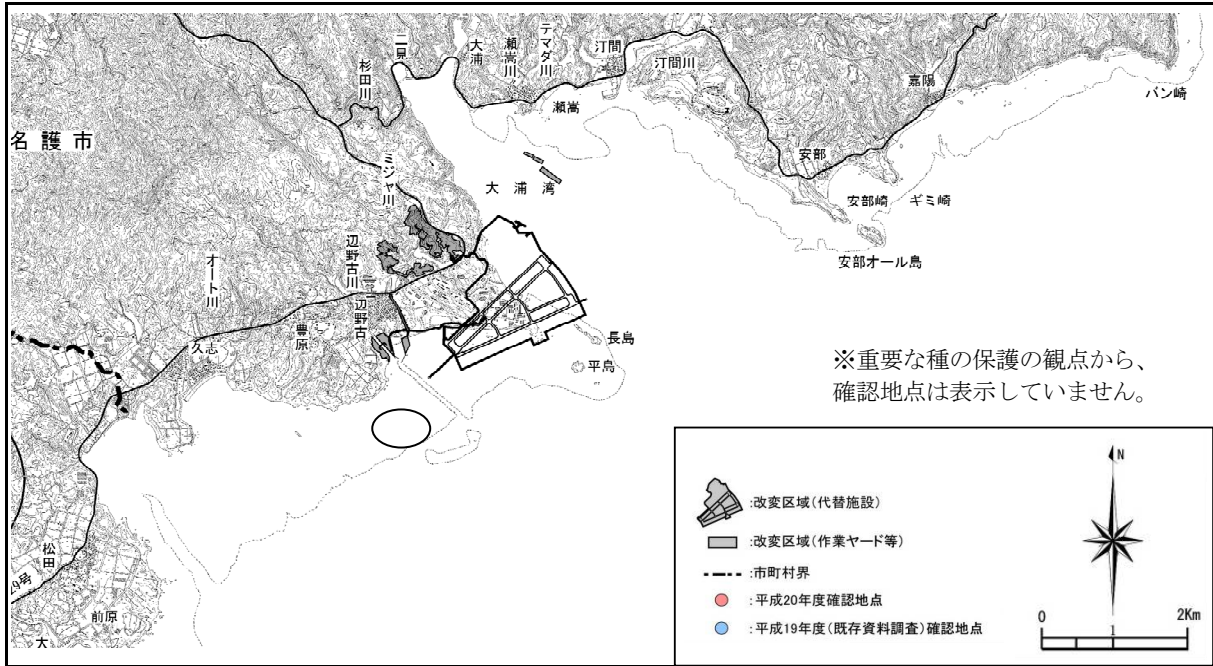 名護市
杉田川
二見
大浦
瀬嵩川
テマダ川
汀間
汀間川
嘉陽
バン崎
瀬嵩
安部
ミジャ川
大浦湾
安部崎
ギミ崎
安部オール島
辺野古川
オート川
辺野古
豊原
久志
長島
平島
※重要な種の保護の観点から、
確認地点は表示していません。
松田
前原
大
29号
N
:改変区域(代替施設)
:改変区域(作業ヤード等)
:市町村界
:平成20年度確認地点
:平成19年度(既存資料調査)確認地点
0 1 2Km